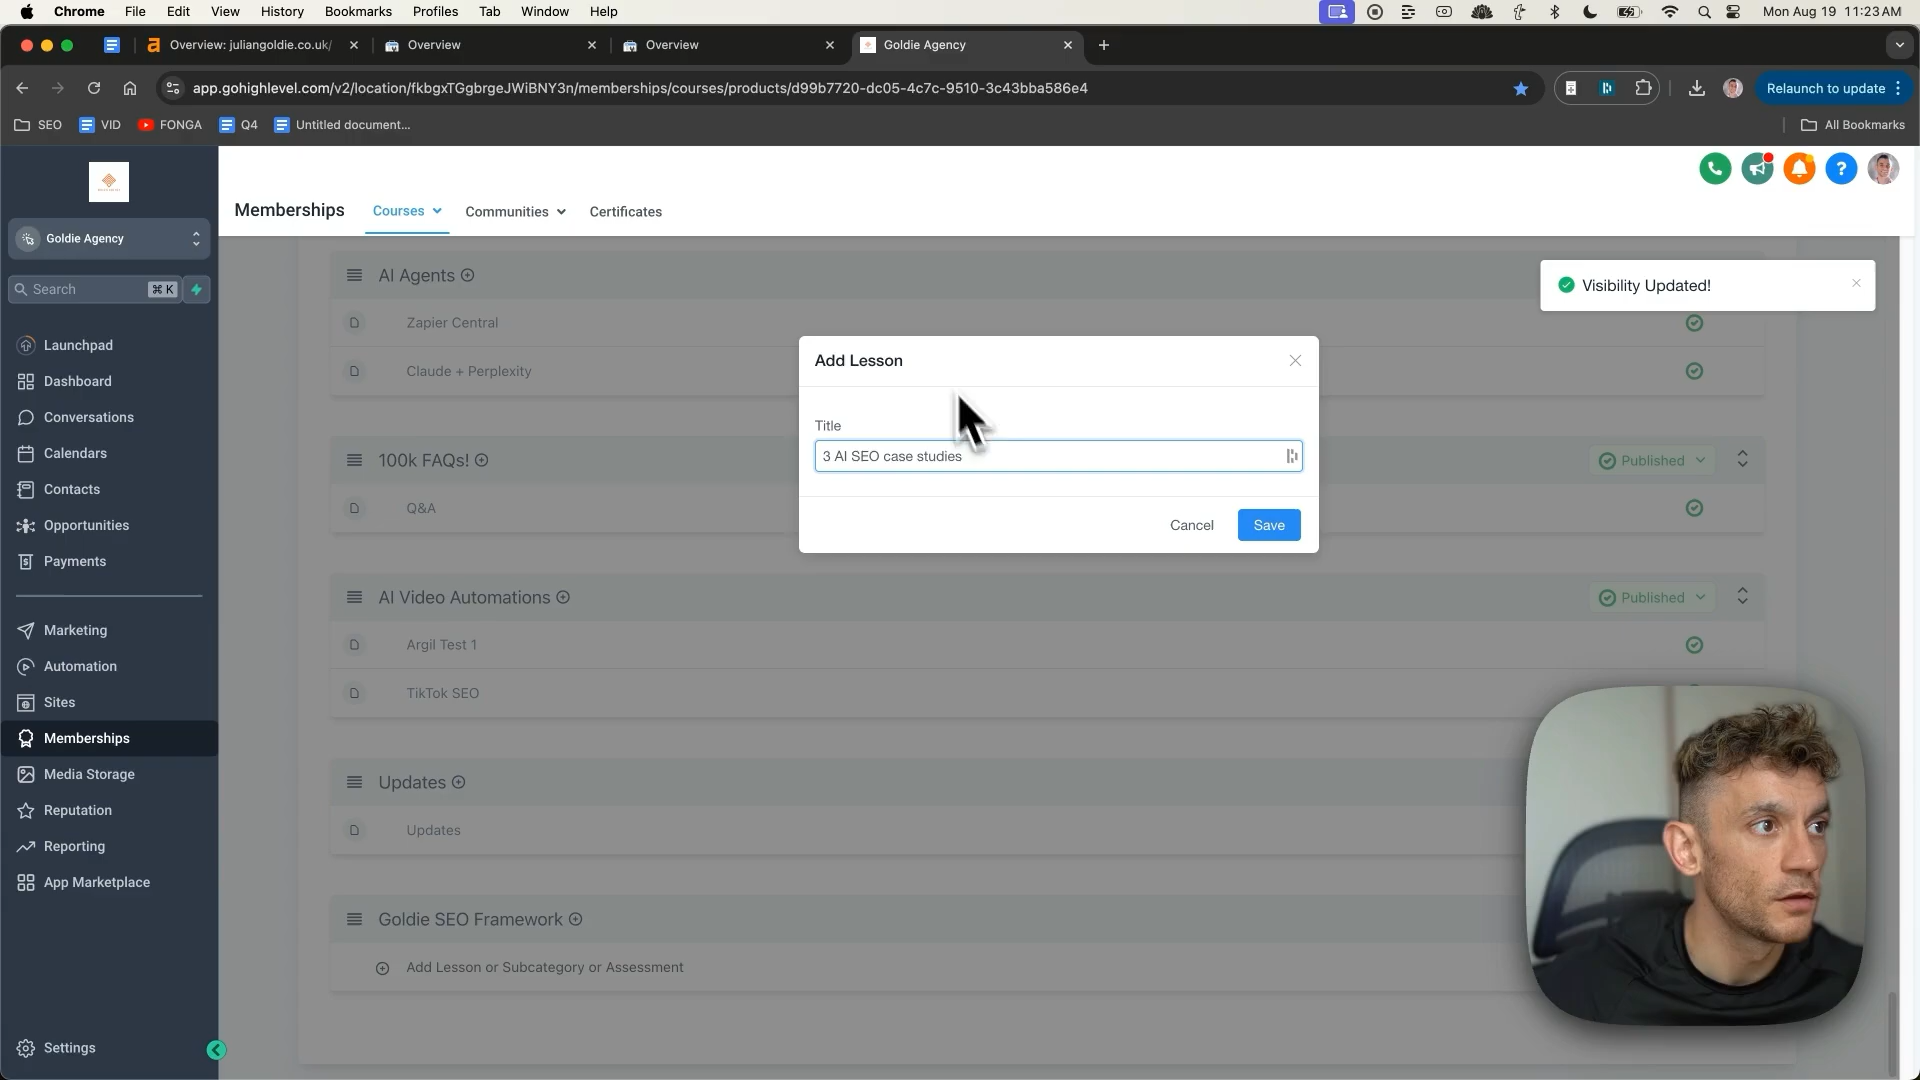 Chrome File Edit View History Bookmarks Profiles Tab Window Help
Mon Aug 19 11:23 AM
Overview: juliangoldie.co.uk/
Overview
Overview
Goldie Agency
app.gohighlevel.com/v2/location/fkbgxTGgbrgeJWiBNY3n/memberships/courses/products/d99b7720-dc05-4c7c-9510-3c43bba586e4
Relaunch to update
SEO VID FONGA Q4 Untitled document...
All Bookmarks
Goldie Agency
Search ⌘ K
Launchpad
Dashboard
Conversations
Calendars
Contacts
Opportunities
Payments
Marketing
Automation
Sites
Memberships
Media Storage
Reputation
Reporting
App Marketplace
Settings
Memberships Courses Communities Certificates
Visibility Updated!
AI Agents
Zapier Central
Claude + Perplexity
100k FAQs!
Published
Q&A
AI Video Automations
Published
Argil Test 1
TikTok SEO
Updates
Updates
Goldie SEO Framework
Add Lesson or Subcategory or Assessment
Add Lesson
Title
3 AI SEO case studies
Cancel Save